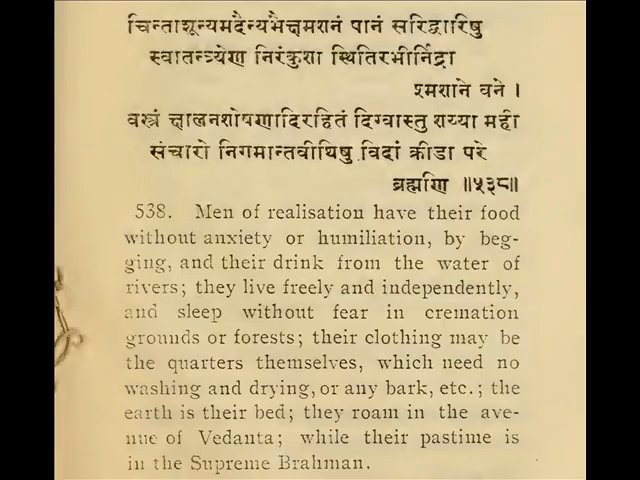 चिन्ताशून्यमदैन्यभैक्षमशनं पानं सरिद्वारिषु
स्वातन्त्र्येण निरंकुशा स्थितिरभीर्निद्रा
श्मशाने वने ।
वस्त्रं क्षालनशोषणादिरहितं दिग्वास्तु शय्या मही
संचारो निगमान्तवीथिषु विदां क्रीडा परे
ब्रह्मणि ॥५३८॥
538. Men of realisation have their food
without anxiety or humiliation, by beg-
ging, and their drink from the water of
rivers; they live freely and independently,
and sleep without fear in cremation
grounds or forests; their clothing may be
the quarters themselves, which need no
washing and drying, or any bark, etc.; the
earth is their bed; they roam in the ave-
nue of Vedanta; while their pastime is
in the Supreme Brahman.